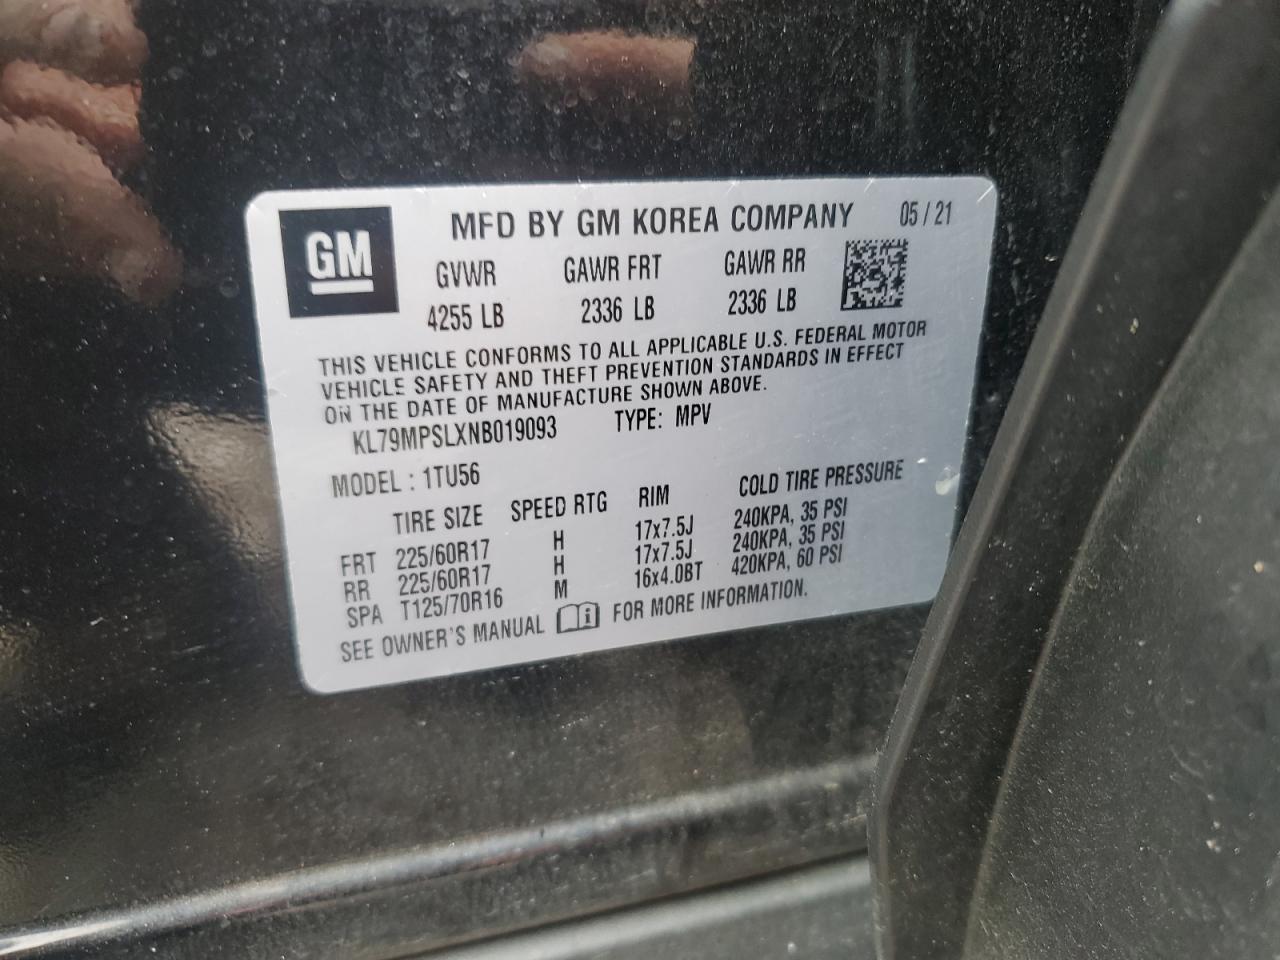 GM
MFD BY GM KOREA COMPANY 05 / 21
GVWR GAWR FRT GAWR RR
4255 LB 2336 LB 2336 LB
THIS VEHICLE CONFORMS TO ALL APPLICABLE U.S. FEDERAL MOTOR
VEHICLE SAFETY AND THEFT PREVENTION STANDARDS IN EFFECT
ON THE DATE OF MANUFACTURE SHOWN ABOVE.
KL79MPSLXNB019093 TYPE: MPV
MODEL : 1TU56
TIRE SIZE SPEED RTG RIM COLD TIRE PRESSURE
FRT 225/60R17 H 17x7.5J 240KPA, 35 PSI
RR 225/60R17 H 17x7.5J 240KPA, 35 PSI
SPA T125/70R16 M 16x4.0BT 420KPA, 60 PSI
SEE OWNER'S MANUAL i FOR MORE INFORMATION.